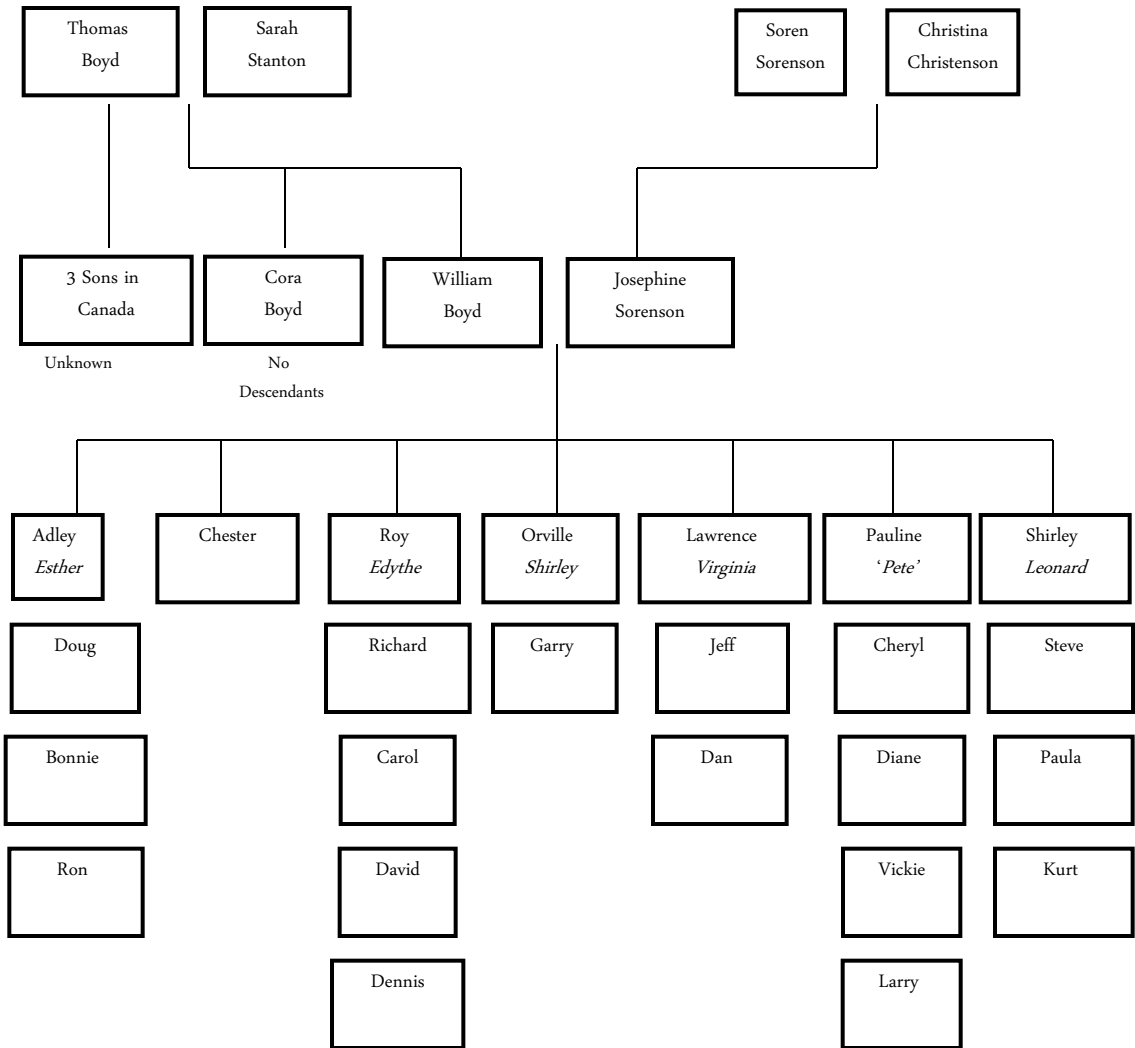 Thomas
Boyd
Sarah
Stanton
Soren
Sorenson
Christina
Christenson
3 Sons in
Canada
Unknown
Cora
Boyd
No
Descendants
William
Boyd
Josephine
Sorenson
Adley
Esther
Chester
Roy
Edythe
Orville
Shirley
Lawrence
Virginia
Pauline
‘Pete’
Shirley
Leonard
Doug
Richard
Garry
Jeff
Cheryl
Steve
Bonnie
Carol
Dan
Diane
Paula
Ron
David
Vickie
Kurt
Dennis
Larry